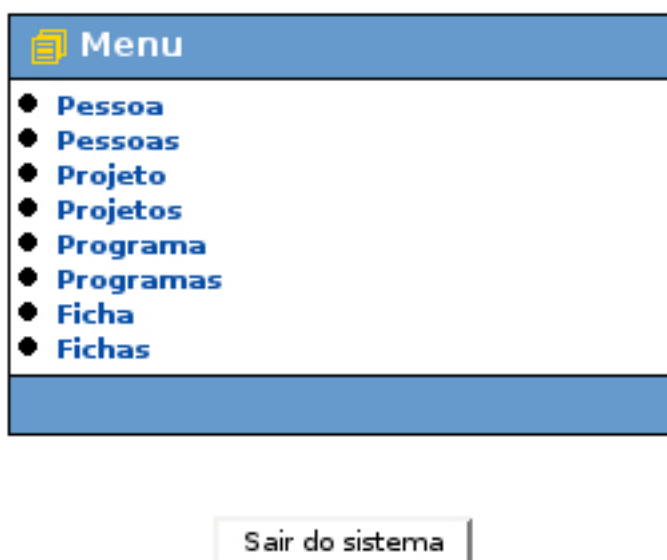 Menu
Pessoa
Pessoas
Projeto
Projetos
Programa
Programas
Ficha
Fichas
Sair do sistema